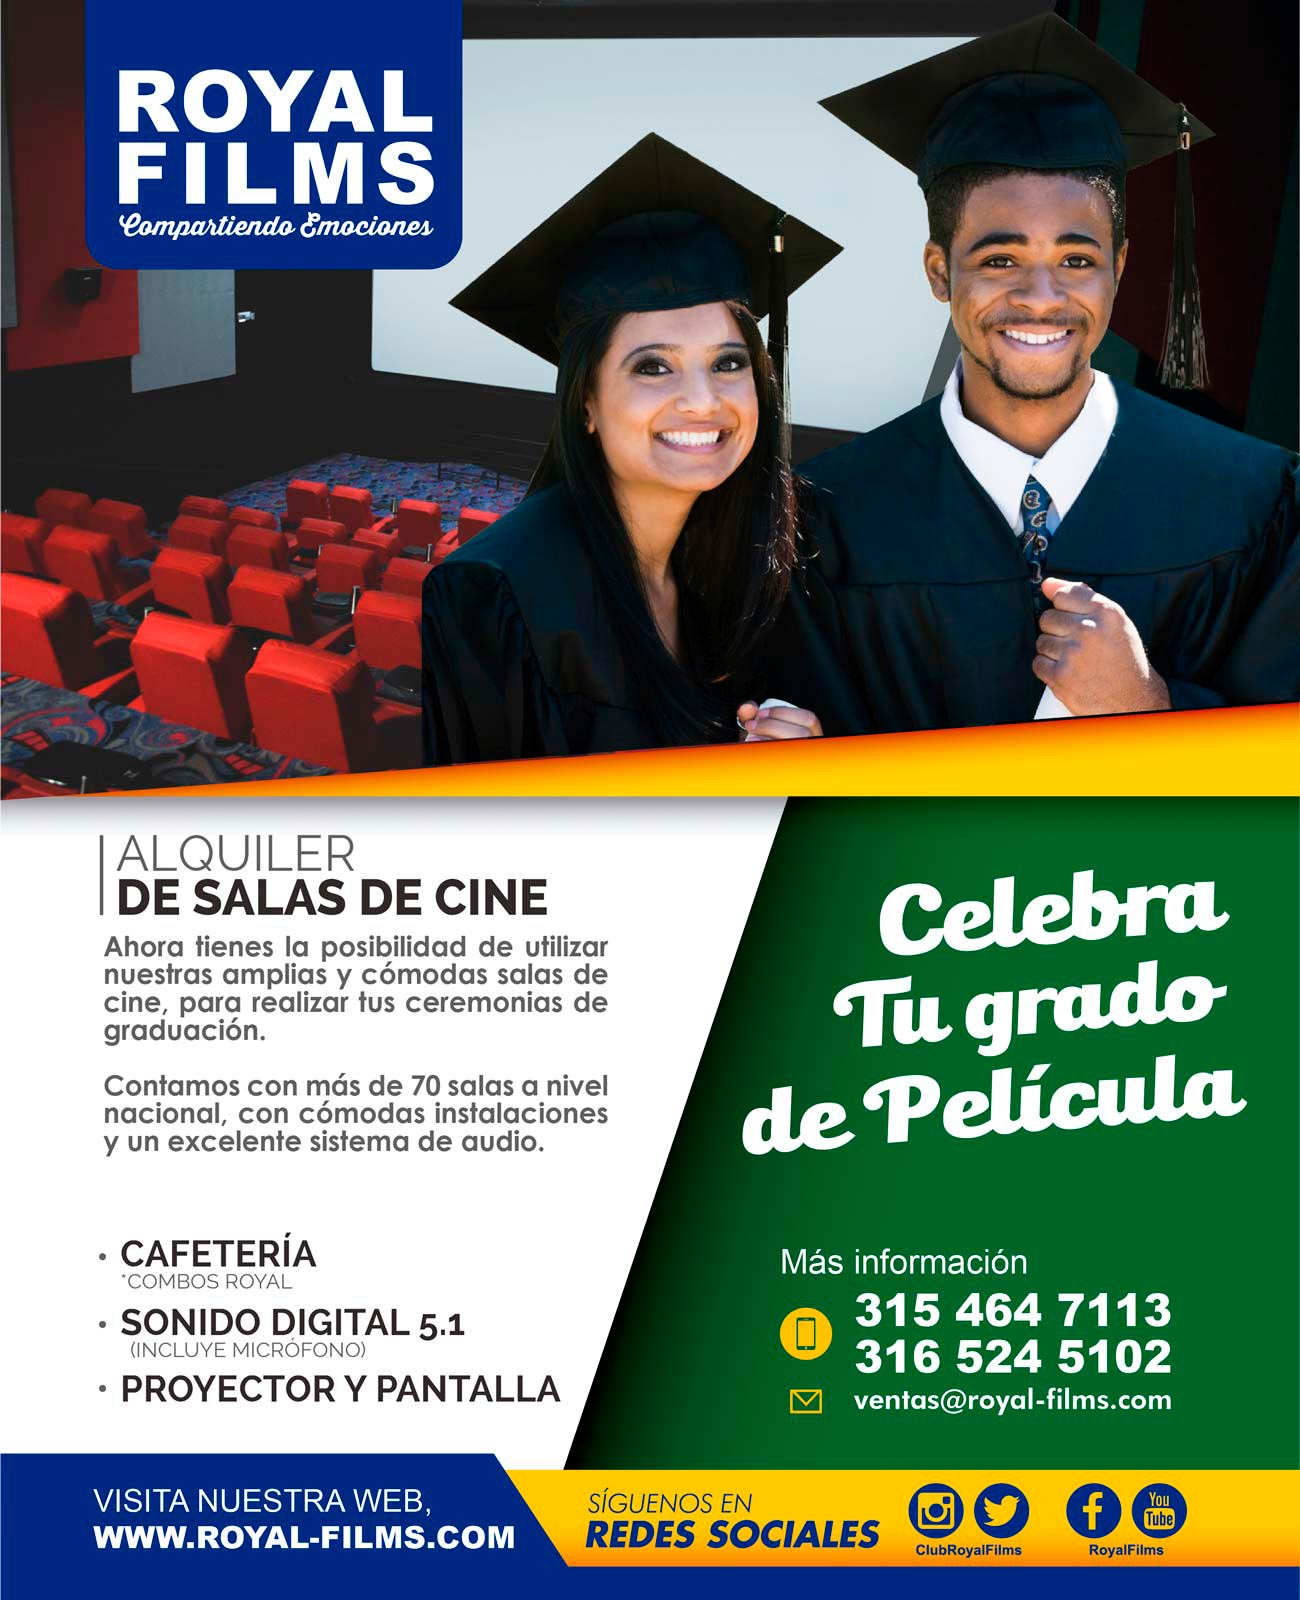 ROYAL
FILMS
Compartiendo Emociones
ALQUILER
DE SALAS DE CINE
Ahora tienes la posibilidad de utilizar
nuestras amplias y cómodas salas de
cine, para realizar tus ceremonias de
graduación.
Contamos con más de 70 salas a nivel
nacional, con cómodas instalaciones
y un excelente sistema de audio.
• CAFETERÍA
*COMBOS ROYAL
• SONIDO DIGITAL 5.1
(INCLUYE MICRÓFONO)
• PROYECTOR Y PANTALLA
Celebra
Tu grado
de Película
Más información
315 464 7113
316 524 5102
ventas@royal-films.com
VISITA NUESTRA WEB,
WWW.ROYAL-FILMS.COM
SÍGUENOS EN
REDES SOCIALES
You
Tube
ClubRoyalFilms
RoyalFilms